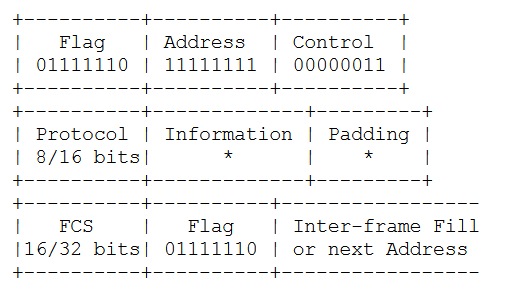 +----------+----------+----------+
|   Flag   | Address  | Control  |
| 01111110 | 11111111 | 00000011 |
+----------+----------+----------+
+----------+-------------+---------+
| Protocol | Information | Padding |
| 8/16 bits|      *      |    *    |
+----------+-------------+---------+
+----------+----------+-----------------
|   FCS    |   Flag   | Inter-frame Fill
|16/32 bits| 01111110 | or next Address
+----------+----------+-----------------